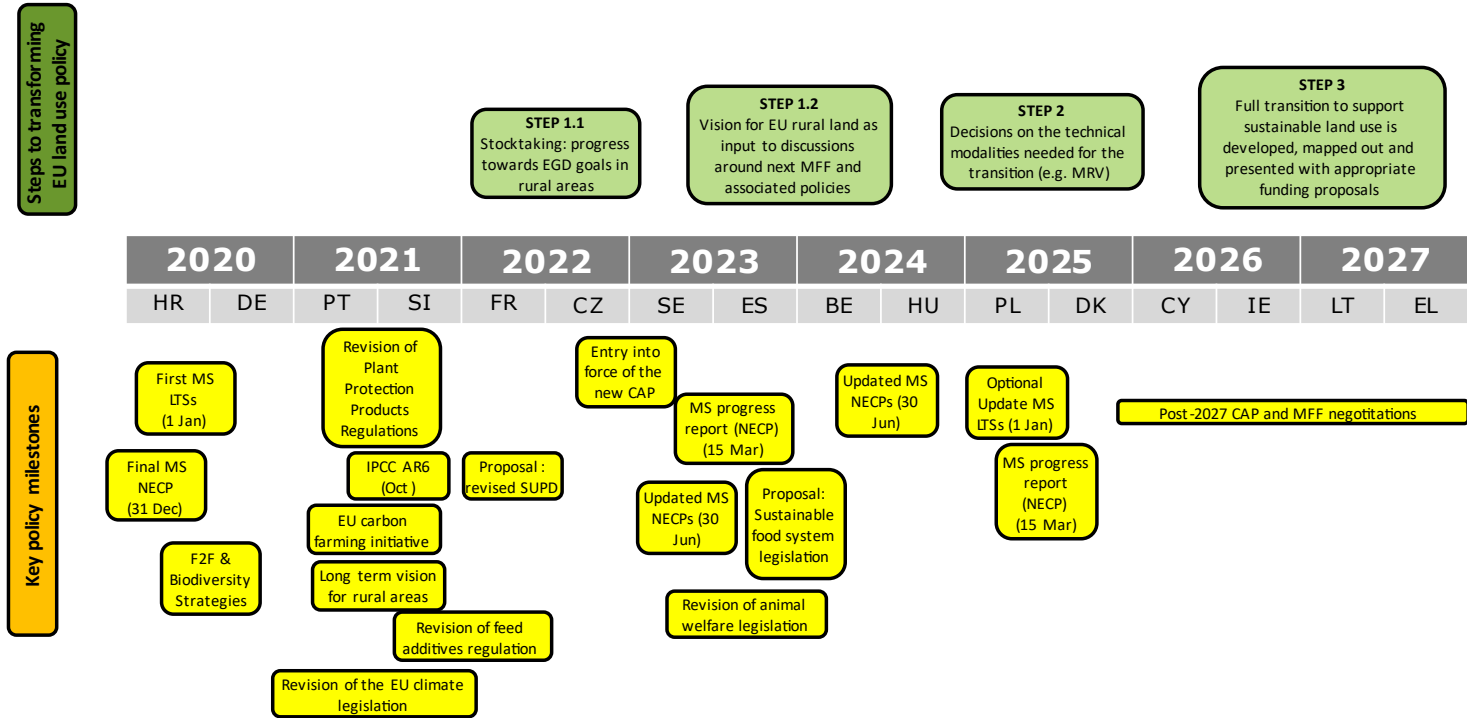 Steps to transforming
EU land use policy
STEP 1.1
Stocktaking: progress
towards EGD goals in
rural areas
STEP 1.2
Vision for EU rural land as
input to discussions
around next MFF and
associated policies
STEP 2
Decisions on the technical
modalities needed for the
transition (e.g. MRV)
STEP 3
Full transition to support
sustainable land use is
developed, mapped out and
presented with appropriate
funding proposals
2020 2021 2022 2023 2024 2025 2026 2027
HR DE PT SI FR CZ SE ES BE HU PL DK CY IE LT EL
Key policy milestones
First MS
LTSs
(1 Jan)
Final MS
NECP
(31 Dec)
F2F &
Biodiversity
Strategies
Revision of
Plant
Protection
Products
Regulations
IPCC AR6
(Oct )
EU carbon
farming initiative
Long term vision
for rural areas
Revision of feed
additives regulation
Revision of the EU climate
legislation
Proposal :
revised SUPD
Entry into
force of the
new CAP
MS progress
report (NECP)
(15 Mar)
Updated MS
NECPs (30
Jun)
Proposal:
Sustainable
food system
legislation
Revision of animal
welfare legislation
Updated MS
NECPs (30
Jun)
Optional
Update MS
LTSs (1 Jan)
MS progress
report
(NECP)
(15 Mar)
Post-2027 CAP and MFF negotitations